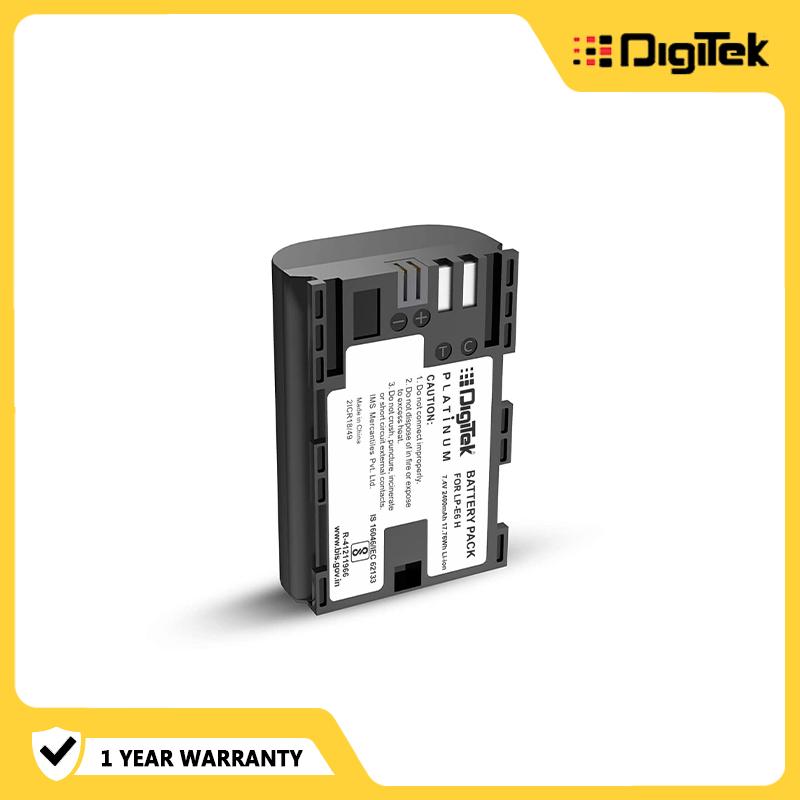 DIGITEK
− +
T C
DIGITEK
PLATINUM
BATTERY PACK
FOR LP-E6 H
7.4V 2400mAh 17.76Wh Li-ion
CAUTION:
1. Do not connect improperly.
2. Do not dispose of in fire or expose
to excess heat.
3. Do not crush, puncture, incinerate
or short circuit external contacts.
IMS Mercantiles Pvt. Ltd.
Made in China
2ICR18/49
IS 16046/IEC 62133
R-41211966
www.bis.gov.in
1 YEAR WARRANTY